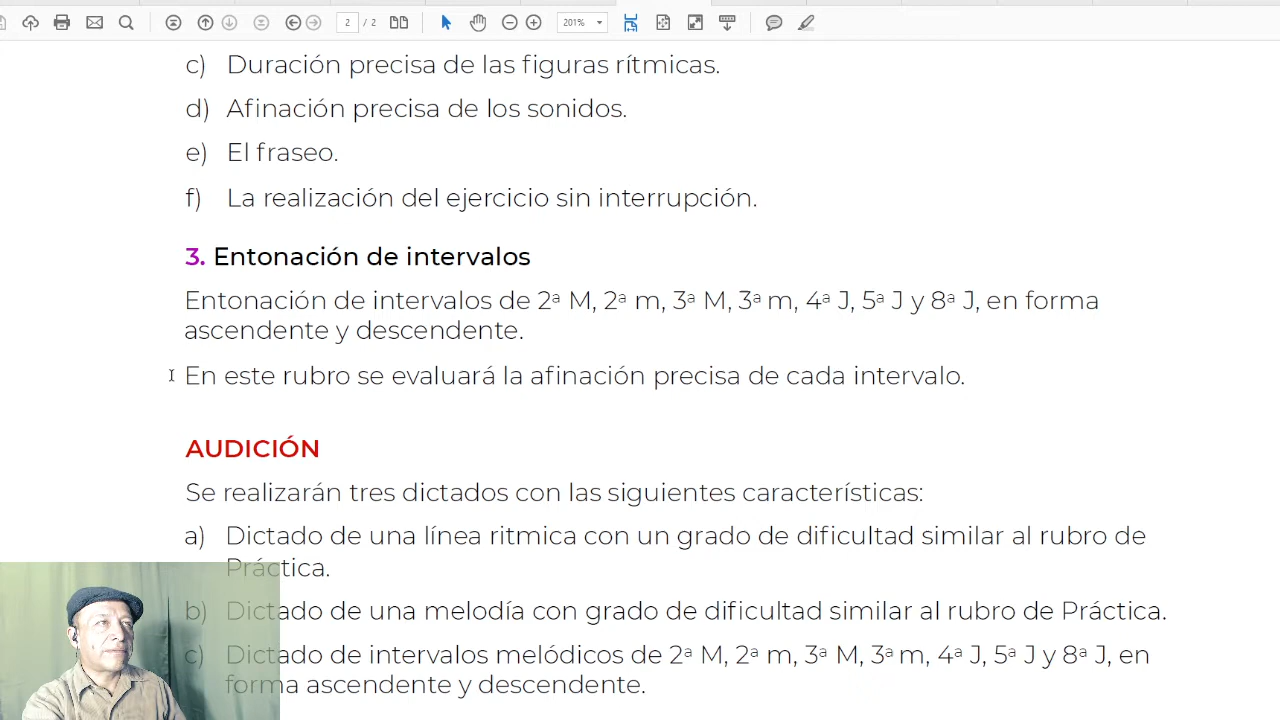 2 / 2
201%
c) Duración precisa de las figuras rítmicas.
d) Afinación precisa de los sonidos.
e) El fraseo.
f) La realización del ejercicio sin interrupción.
3. Entonación de intervalos
Entonación de intervalos de 2ª M, 2ª m, 3ª M, 3ª m, 4ª J, 5ª J y 8ª J, en forma
ascendente y descendente.
En este rubro se evaluará la afinación precisa de cada intervalo.
AUDICIÓN
Se realizarán tres dictados con las siguientes características:
a) Dictado de una línea ritmica con un grado de dificultad similar al rubro de
Práctica.
b) Dictado de una melodía con grado de dificultad similar al rubro de Práctica.
c) Dictado de intervalos melódicos de 2ª M, 2ª m, 3ª M, 3ª m, 4ª J, 5ª J y 8ª J, en
forma ascendente y descendente.